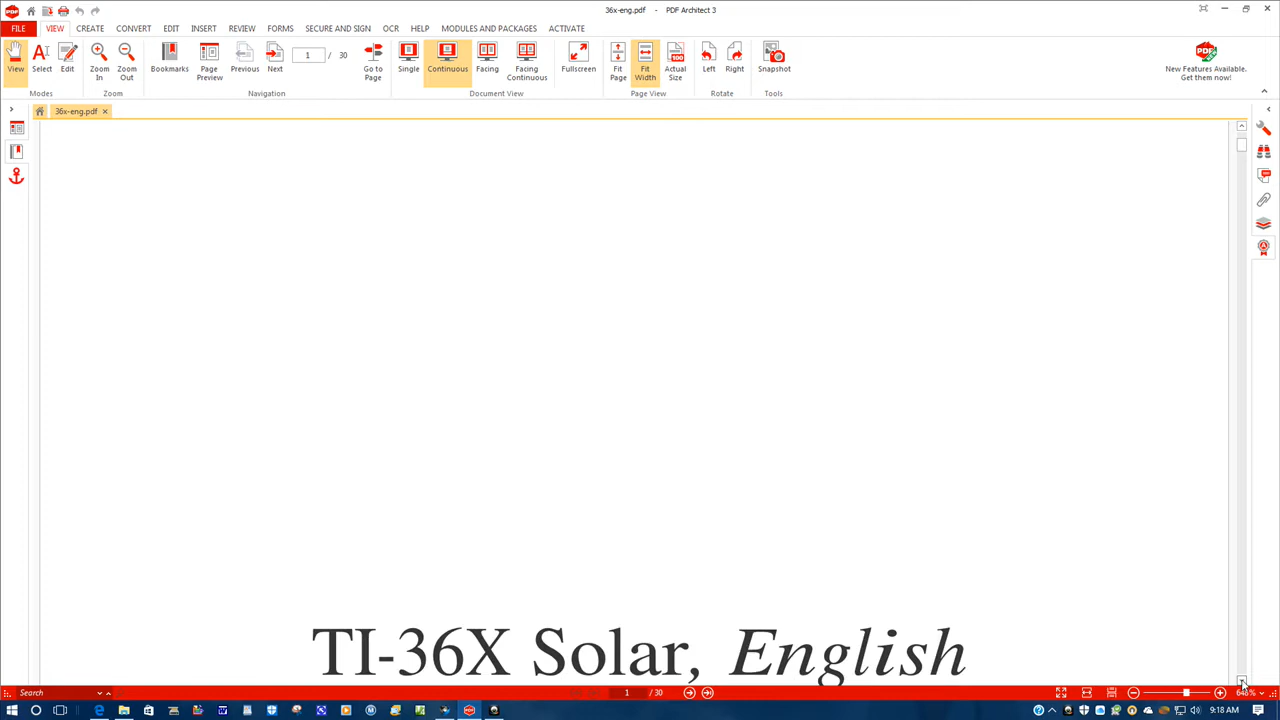 36x-eng.pdf - PDF Architect 3
FILE VIEW CREATE CONVERT EDIT INSERT REVIEW FORMS SECURE AND SIGN OCR HELP MODULES AND PACKAGES ACTIVATE
View Select Edit Zoom In Zoom Out Bookmarks Page Preview Previous Next 1 / 30 Go to Page Single Continuous Facing Facing Continuous Fullscreen Fit Page Fit Width Actual Size Left Right Snapshot
New Features Available. Get them now!
Modes Zoom Navigation Document View Page View Rotate Tools
36x-eng.pdf
TI-36X Solar, English
Search 1 / 30
9:18 AM